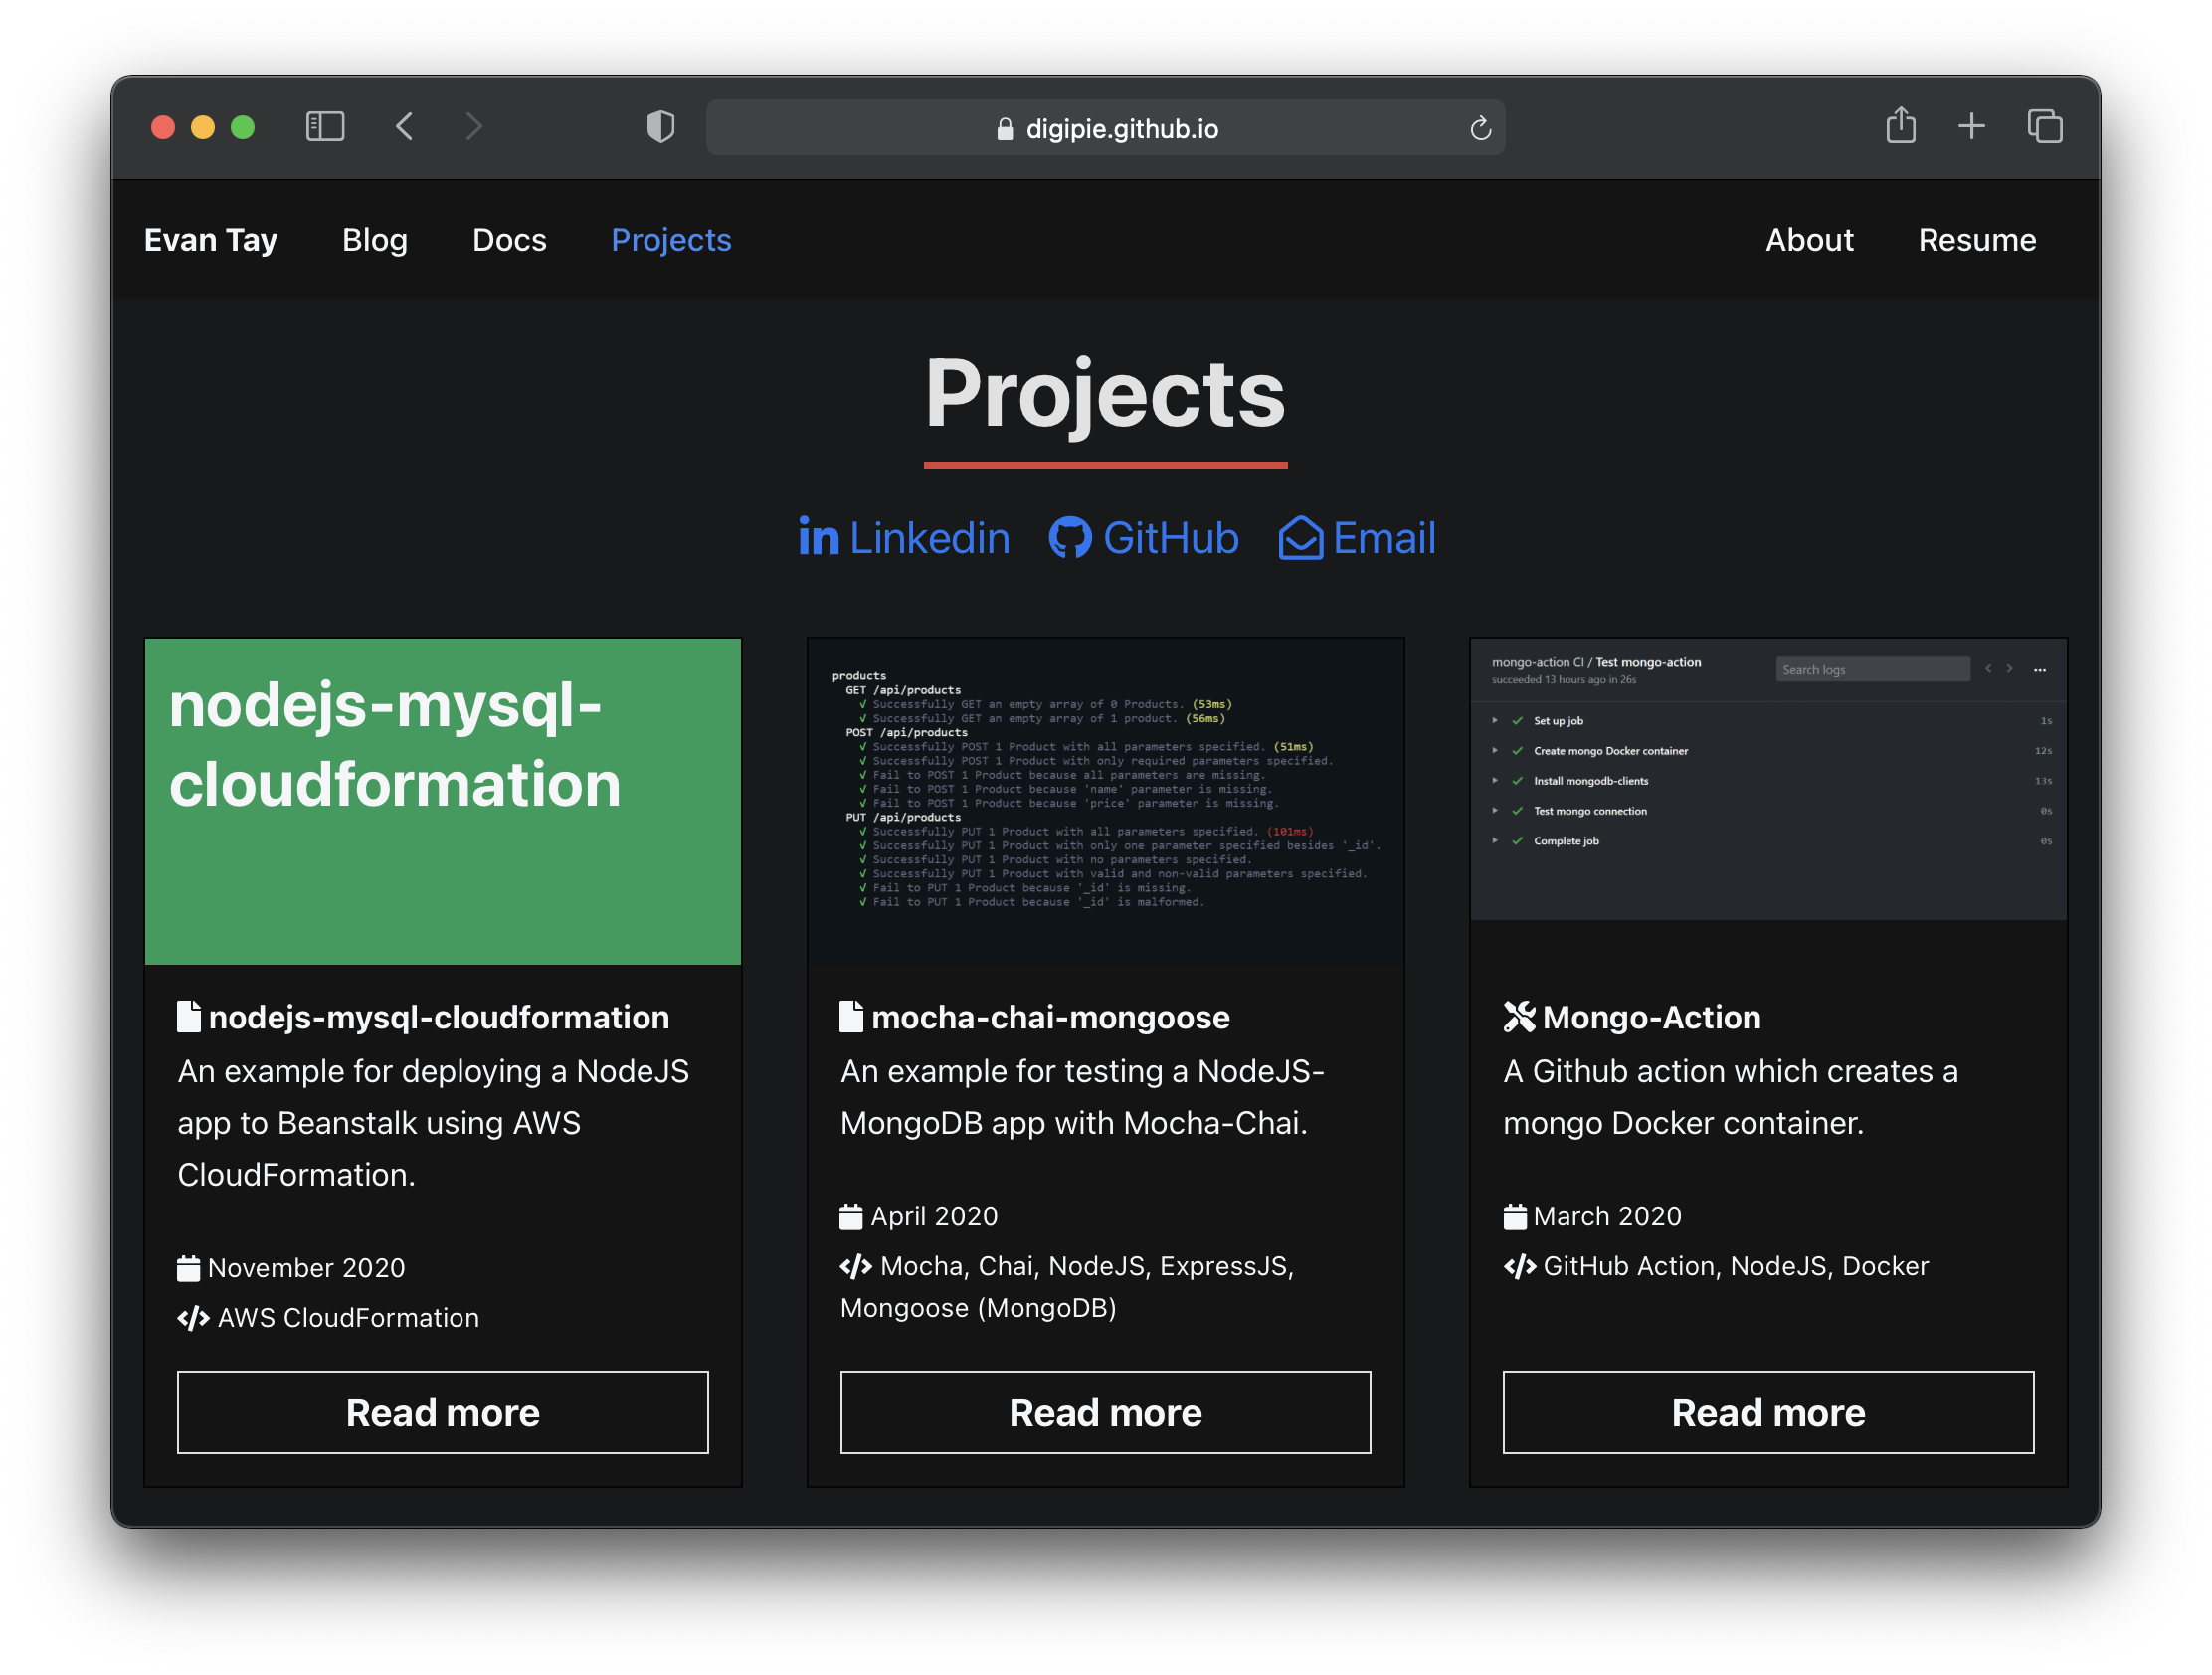 digipie.github.io
Evan Tay Blog Docs Projects About Resume
Projects
Linkedin GitHub Email
nodejs-mysql-
cloudformation
nodejs-mysql-cloudformation
An example for deploying a NodeJS
app to Beanstalk using AWS
CloudFormation.
November 2020
AWS CloudFormation
Read more
products
GET /api/products
√ Successfully GET an empty array of 0 Products. (53ms)
√ Successfully GET an empty array of 1 product. (56ms)
POST /api/products
√ Successfully POST 1 Product with all parameters specified. (51ms)
√ Successfully POST 1 Product with only required parameters specified.
√ Fail to POST 1 Product because all parameters are missing.
√ Fail to POST 1 Product because 'name' parameter is missing.
√ Fail to POST 1 Product because 'price' parameter is missing.
PUT /api/products
√ Successfully PUT 1 Product with all parameters specified. (101ms)
√ Successfully PUT 1 Product with only one parameter specified besides '_id'.
√ Successfully PUT 1 Product with no parameters specified.
√ Successfully PUT 1 Product with valid and non-valid parameters specified.
√ Fail to PUT 1 Product because '_id' is missing.
√ Fail to PUT 1 Product because '_id' is malformed.
mocha-chai-mongoose
An example for testing a NodeJS-
MongoDB app with Mocha-Chai.
April 2020
Mocha, Chai, NodeJS, ExpressJS,
Mongoose (MongoDB)
Read more
mongo-action CI / Test mongo-action
succeeded 13 hours ago in 26s
Search logs
Set up job 1s
Create mongo Docker container 12s
Install mongodb-clients 13s
Test mongo connection 0s
Complete job 0s
Mongo-Action
A Github action which creates a
mongo Docker container.
March 2020
GitHub Action, NodeJS, Docker
Read more